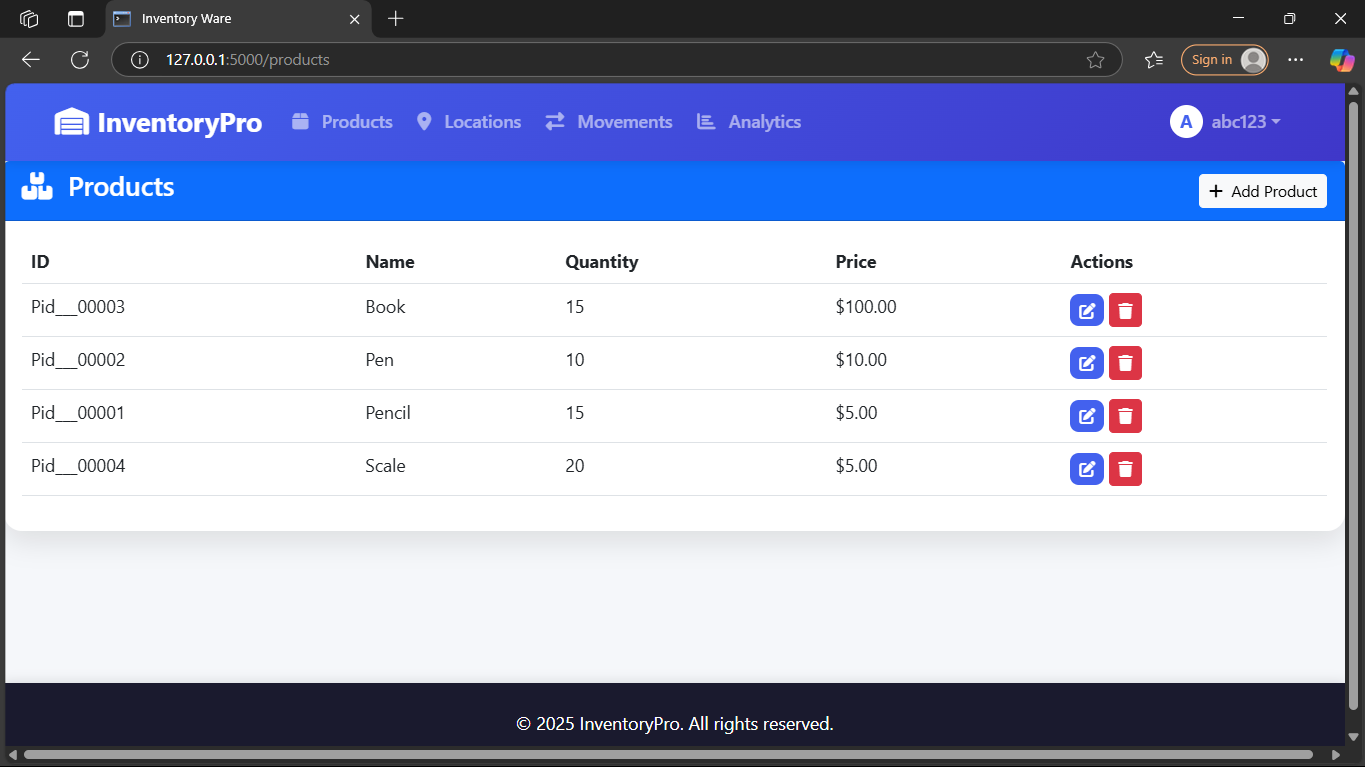 Inventory Ware
127.0.0.1:5000/products
Sign in
InventoryPro Products Locations Movements Analytics A abc123
Products + Add Product
ID Name Quantity Price Actions
Pid___00003 Book 15 $100.00
Pid___00002 Pen 10 $10.00
Pid___00001 Pencil 15 $5.00
Pid___00004 Scale 20 $5.00
© 2025 InventoryPro. All rights reserved.